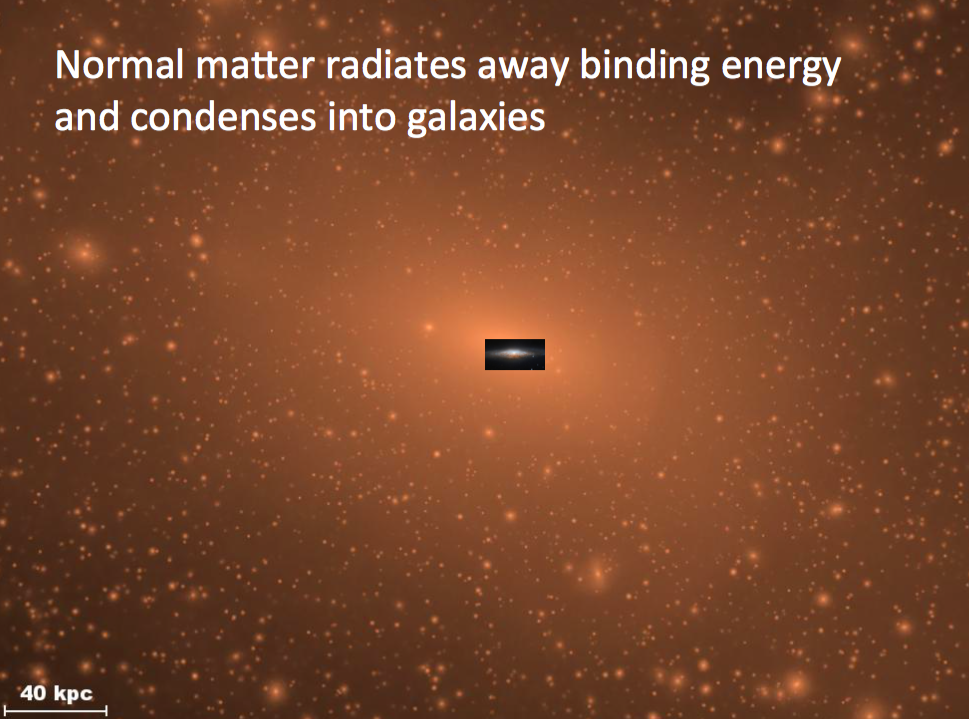 Normal matter radiates away binding energy
and condenses into galaxies
40 kpc